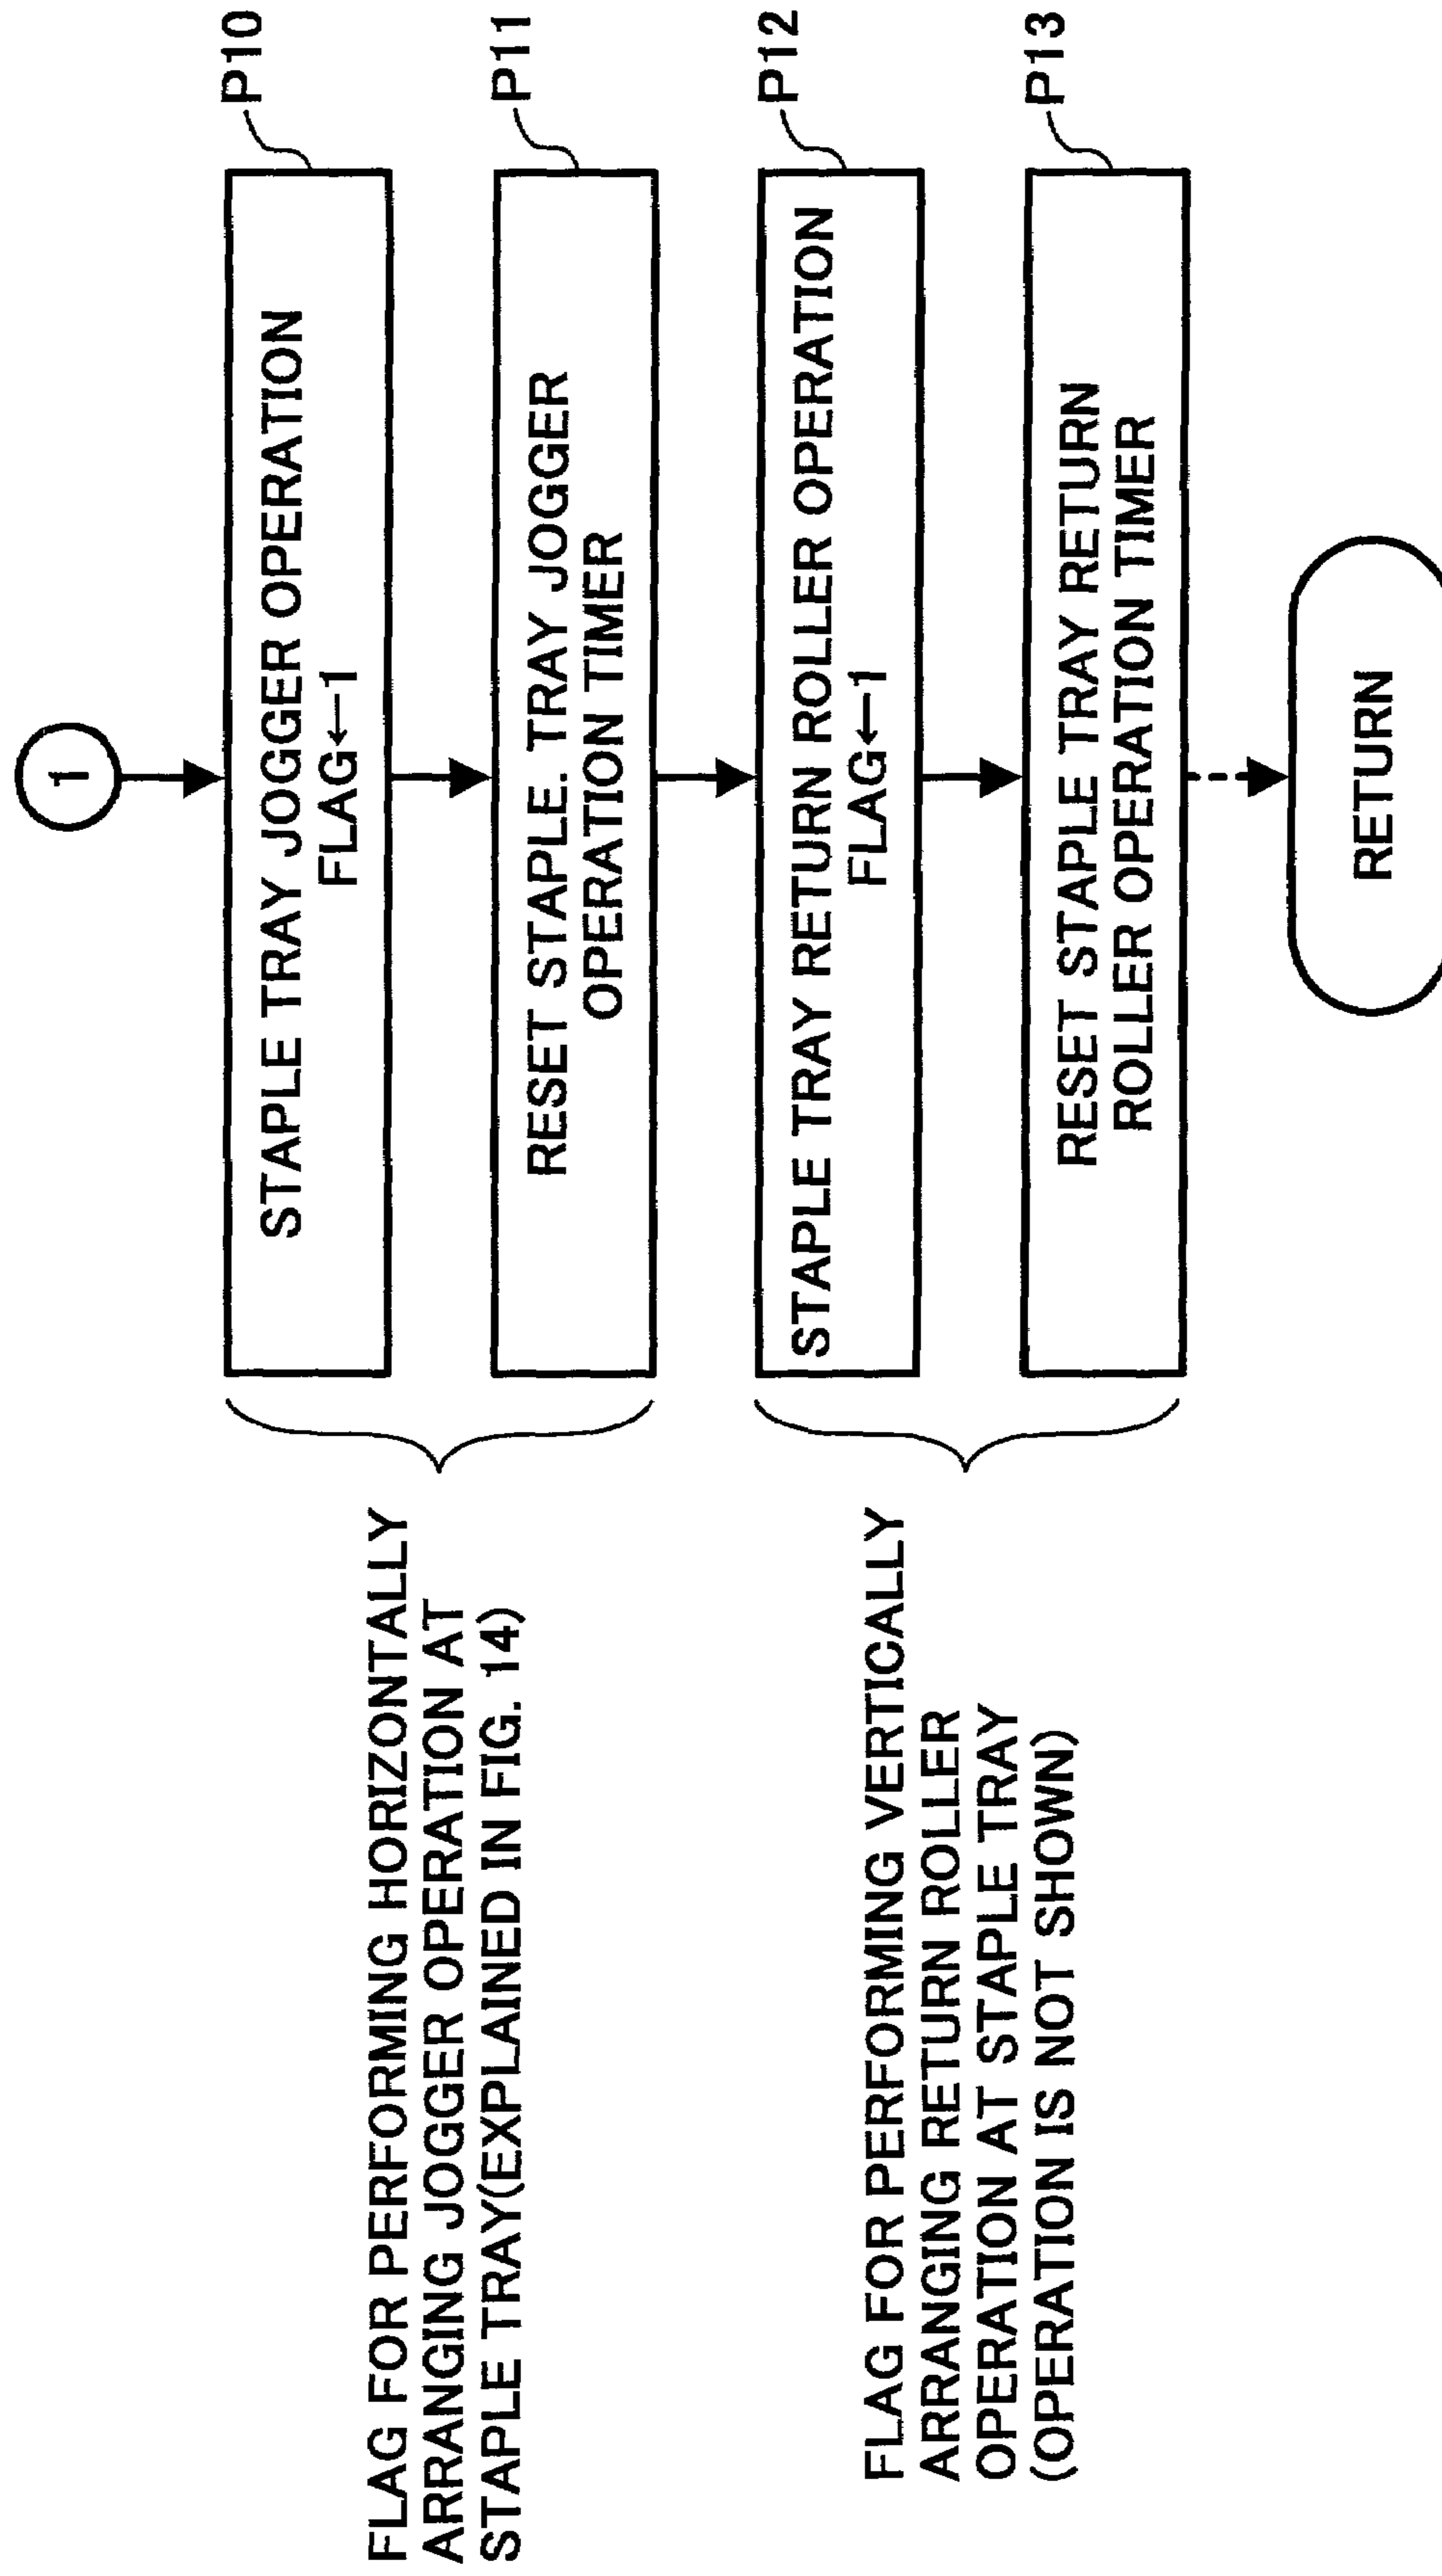 1
P10
STAPLE TRAY JOGGER OPERATION
FLAG←1
P11
RESET STAPLE. TRAY JOGGER
OPERATION TIMER
FLAG FOR PERFORMING HORIZONTALLY
ARRANGING JOGGER OPERATION AT
STAPLE TRAY(EXPLAINED IN FIG. 14)
P12
STAPLE TRAY RETURN ROLLER OPERATION
FLAG←1
P13
RESET STAPLE TRAY RETURN
ROLLER OPERATION TIMER
FLAG FOR PERFORMING VERTICALLY
ARRANGING RETURN ROLLER
OPERATION AT STAPLE TRAY
(OPERATION IS NOT SHOWN)
RETURN